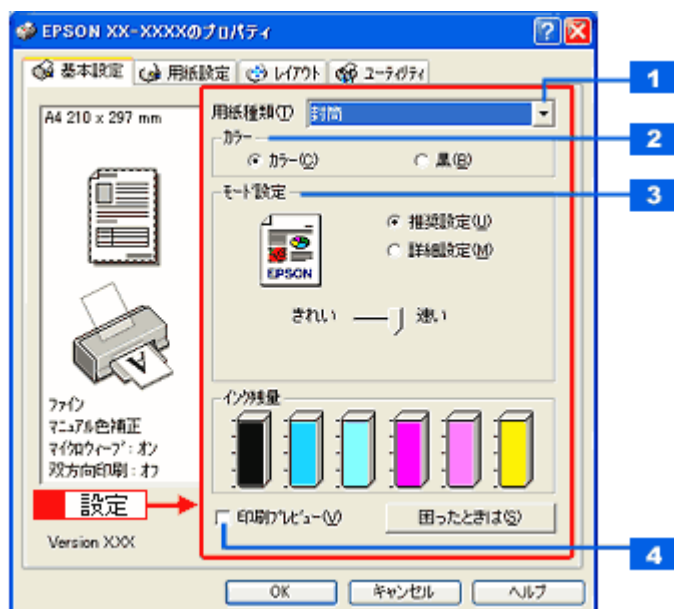 EPSON XX-XXXXのプロパティ
基本設定 用紙設定 レイアウト ユーティリティ
A4 210 x 297 mm
用紙種類(T) 封筒
カラー
カラー(C) 黒(B)
モード設定
EPSON
推奨設定(U)
詳細設定(M)
きれい 速い
A
ファイン
マニュアル色補正
マイクロウィーブ：オン
双方向印刷：オフ
インク残量
設定
印刷プレビュー(V) 困ったときは(S)
Version XXX
OK キャンセル ヘルプ
1
2
3
4